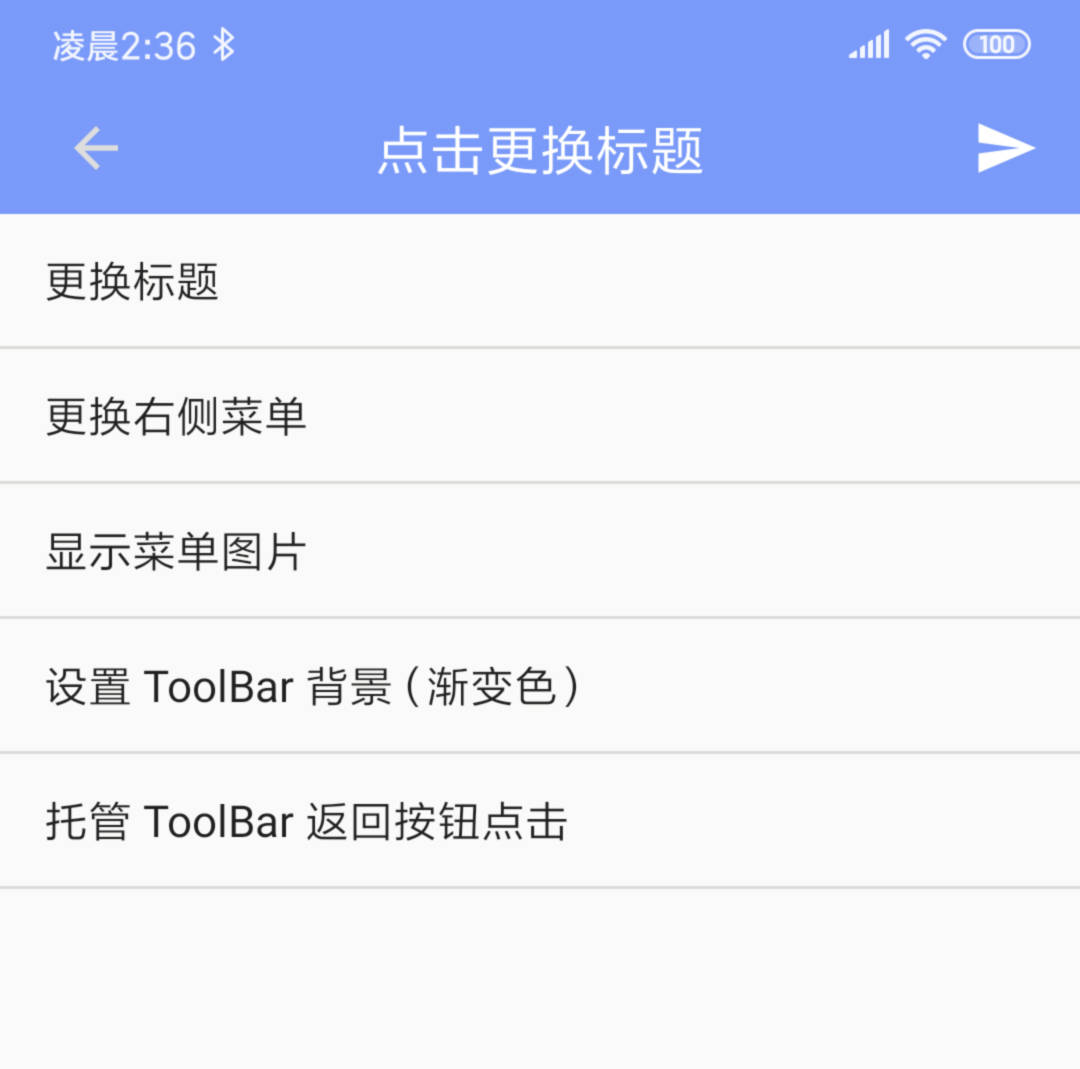 凌晨2:36 100
点击更换标题
更换标题
更换右侧菜单
显示菜单图片
设置 ToolBar 背景（渐变色）
托管 ToolBar 返回按钮点击